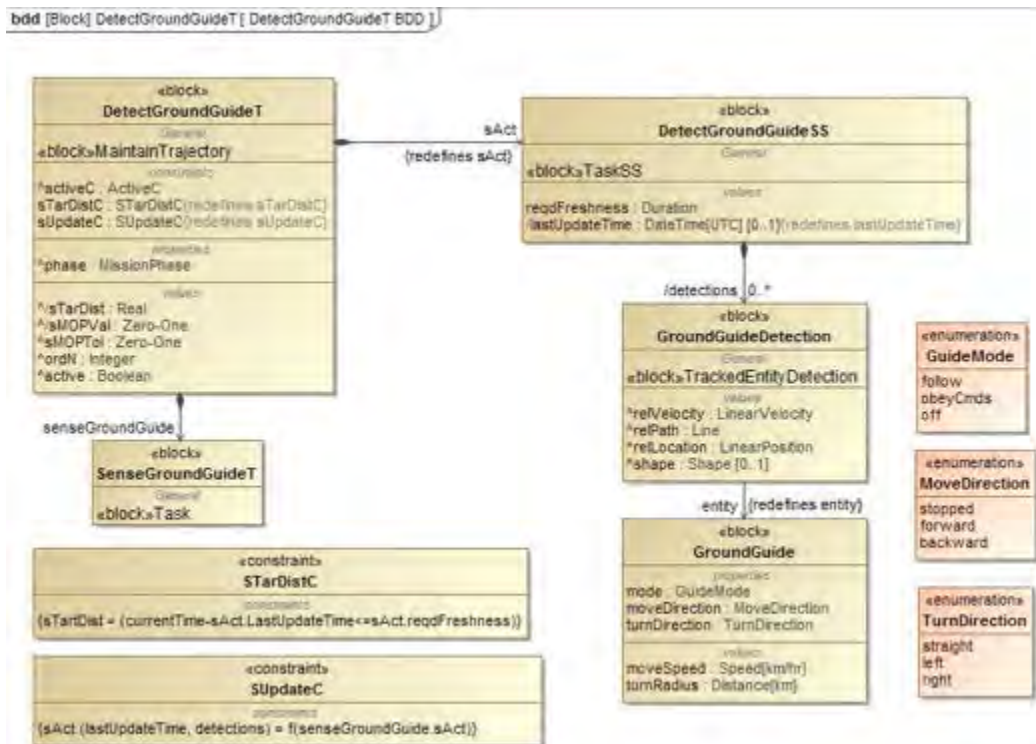 bdd [Block] DetectGroundGuideT [ DetectGroundGuideT BDD ]
«block»
DetectGroundGuideT
General
«block»MaintainTrajectory
constraints
^activeC : ActiveC
sTarDistC : STarDistC{redefines sTarDistC}
sUpdateC : SUpdateC{redefines sUpdateC}
properties
^phase : MissionPhase
values
^/sTarDist : Real
^/sMOPVal : Zero-One
^sMOPTol : Zero-One
^ordN : Integer
^active : Boolean
sAct
{redefines sAct}
«block»
DetectGroundGuideSS
General
«block»TaskSS
values
reqdFreshness : Duration
/lastUpdateTime : DateTime[UTC] [0..1]{redefines lastUpdateTime}
/detections 0..*
«block»
GroundGuideDetection
General
«block»TrackedEntityDetection
values
^relVelocity : LinearVelocity
^relPath : Line
^relLocation : LinearPosition
^shape : Shape [0..1]
senseGroundGuide
«block»
SenseGroundGuideT
General
«block»Task
entity {redefines entity}
«block»
GroundGuide
properties
mode : GuideMode
moveDirection : MoveDirection
turnDirection : TurnDirection
values
moveSpeed : Speed[km/hr]
turnRadius : Distance[km]
«constraint»
STarDistC
constraints
{sTartDist = (currentTime-sAct.LastUpdateTime<=sAct.reqdFreshness)}
«constraint»
SUpdateC
constraints
{sAct.(lastUpdateTime, detections) = f(senseGroundGuide.sAct)}
«enumeration»
GuideMode
follow
obeyCmds
off
«enumeration»
MoveDirection
stopped
forward
backward
«enumeration»
TurnDirection
straight
left
right